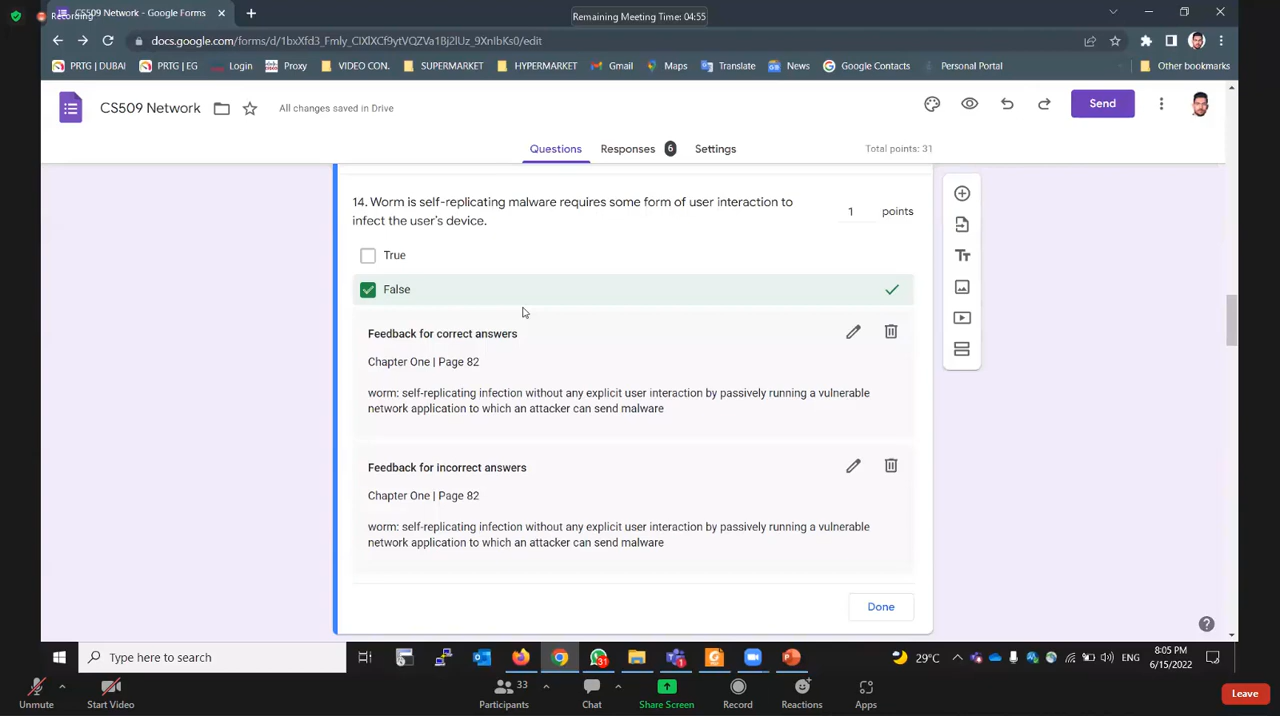 Recording
CS509 Network - Google Forms
Remaining Meeting Time: 04:55
docs.google.com/forms/d/1bxXfd3_Fmly_ClXlXCf9ytVQZVa1Bj2lUz_9XnIbKs0/edit
PRTG | DUBAI
PRTG | EG
Login
Proxy
VIDEO CON.
SUPERMARKET
HYPERMARKET
Gmail
Maps
Translate
News
Google Contacts
Personal Portal
Other bookmarks
CS509 Network
All changes saved in Drive
Send
Questions
Responses 6
Settings
Total points: 31
14. Worm is self-replicating malware requires some form of user interaction to
infect the user's device.
1 points
True
False
Feedback for correct answers
Chapter One | Page 82
worm: self-replicating infection without any explicit user interaction by passively running a vulnerable
network application to which an attacker can send malware
Feedback for incorrect answers
Chapter One | Page 82
worm: self-replicating infection without any explicit user interaction by passively running a vulnerable
network application to which an attacker can send malware
Done
Type here to search
31
1
29°C
ENG
8:05 PM
6/15/2022
Unmute
Start Video
33
Participants
Chat
Share Screen
Record
Reactions
Apps
Leave